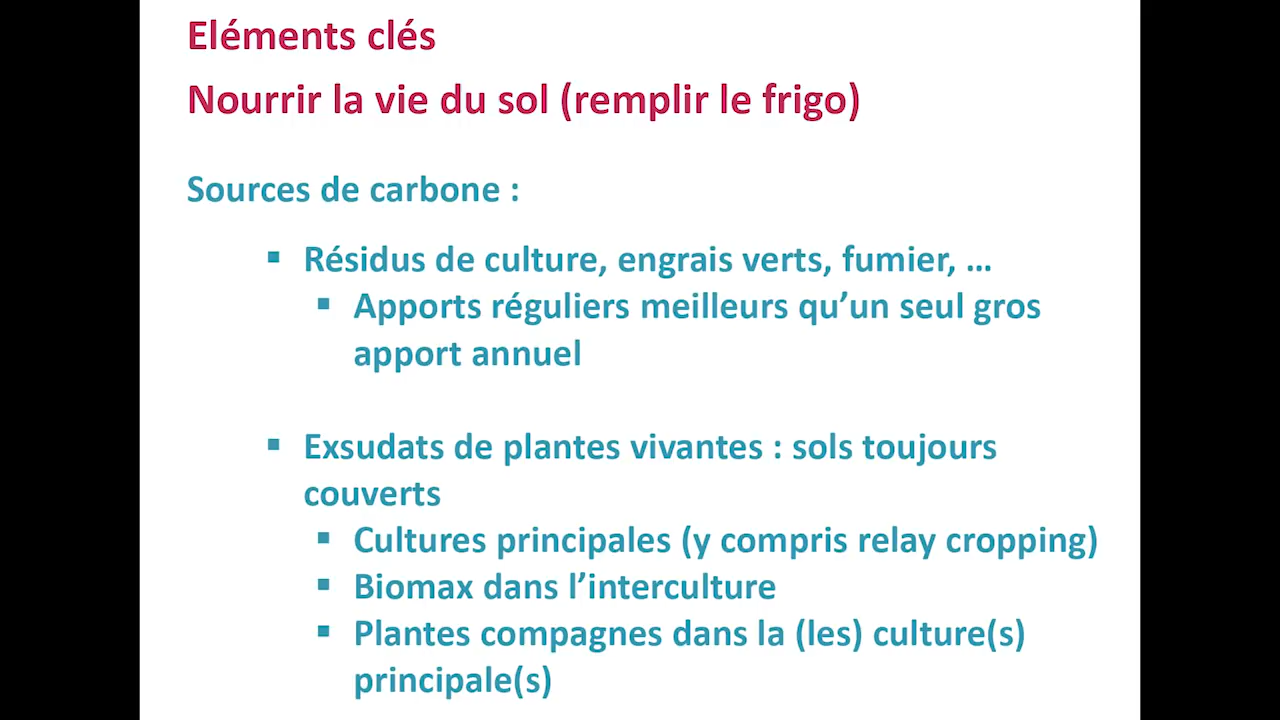 Eléments clés
Nourrir la vie du sol (remplir le frigo)
Sources de carbone :
▪ Résidus de culture, engrais verts, fumier, …
▪ Apports réguliers meilleurs qu’un seul gros
apport annuel
▪ Exsudats de plantes vivantes : sols toujours
couverts
▪ Cultures principales (y compris relay cropping)
▪ Biomax dans l’interculture
▪ Plantes compagnes dans la (les) culture(s)
principale(s)